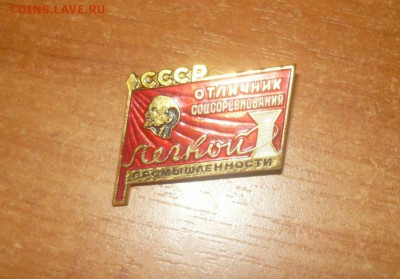 COINS.LAVE.RU
СССР
ОТЛИЧНИК
СОЦСОРЕВНОВАНИЯ
Легкой
ПРОМЫШЛЕННОСТИ